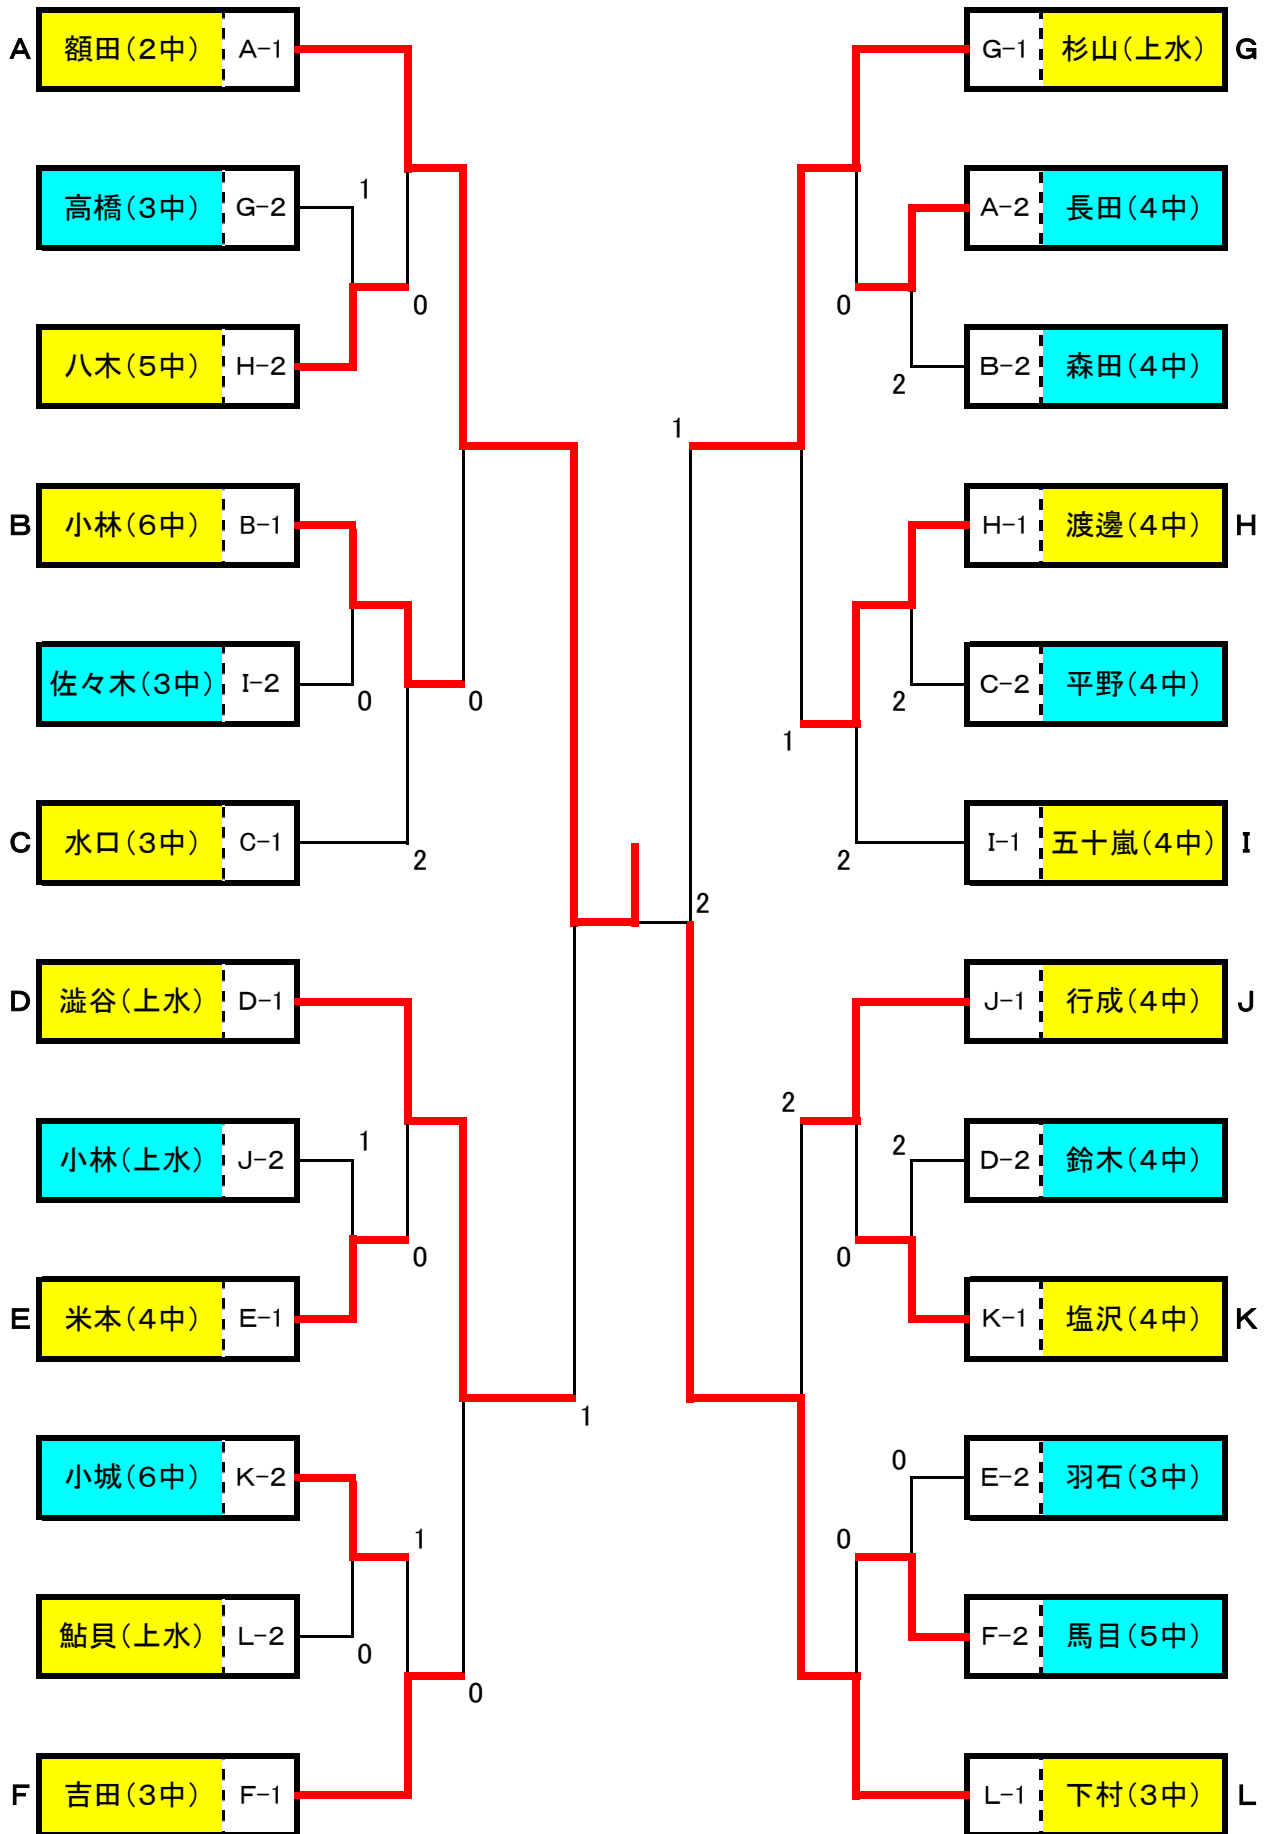 A 額田(2中) A-1
高橋(3中) G-2
1
八木(5中) H-2
0
B 小林(6中) B-1
佐々木(3中) I-2
0
0
C 水口(3中) C-1
2
D 澁谷(上水) D-1
小林(上水) J-2
1
E 米本(4中) E-1
0
小城(6中) K-2
1
鮎貝(上水) L-2
0
F 吉田(3中) F-1
0
1
1
2
G-1 杉山(上水) G
A-2 長田(4中)
0
B-2 森田(4中)
2
H-1 渡邊(4中) H
C-2 平野(4中)
2
1
I-1 五十嵐(4中) I
2
J-1 行成(4中) J
2
D-2 鈴木(4中)
2
K-1 塩沢(4中) K
0
E-2 羽石(3中)
0
F-2 馬目(5中)
0
L-1 下村(3中) L